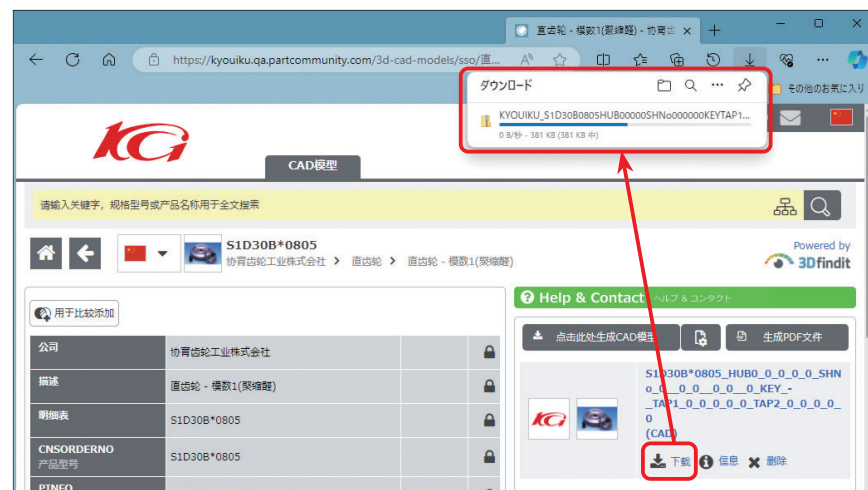 直齿轮 - 模数1(聚缩醛) - 协育齿
https://kyouiku.qa.partcommunity.com/3d-cad-models/sso/直...
ダウンロード
その他のお気に入り
KYOUIKU_S1D30B0805HUB00000SHNo000000KEYTAP1...
0 B/秒 - 381 KB (381 KB 中)
KG
CAD模型
请输入关键字，规格型号或产品名称用于全文搜索
S1D30B*0805
协育齿轮工业株式会社 > 直齿轮 > 直齿轮 - 模数1(聚缩醛)
Powered by
3Dfindit
Help & Contact ヘルプ & コンタクト
用于比较添加
点击此处生成CAD模型
生成PDF文件
公司
协育齿轮工业株式会社
描述
直齿轮 - 模数1(聚缩醛)
明细表
S1D30B*0805
CNSORDERNO
产品型号
S1D30B*0805
PINFO
S1D30B*0805_HUB0_0_0_0_0_SHN
o_0__0_0__0_0__0_KEY_-
_TAP1_0_0_0_0_0_TAP2_0_0_0_0_
0
(CAD)
KG
下载 信息 删除